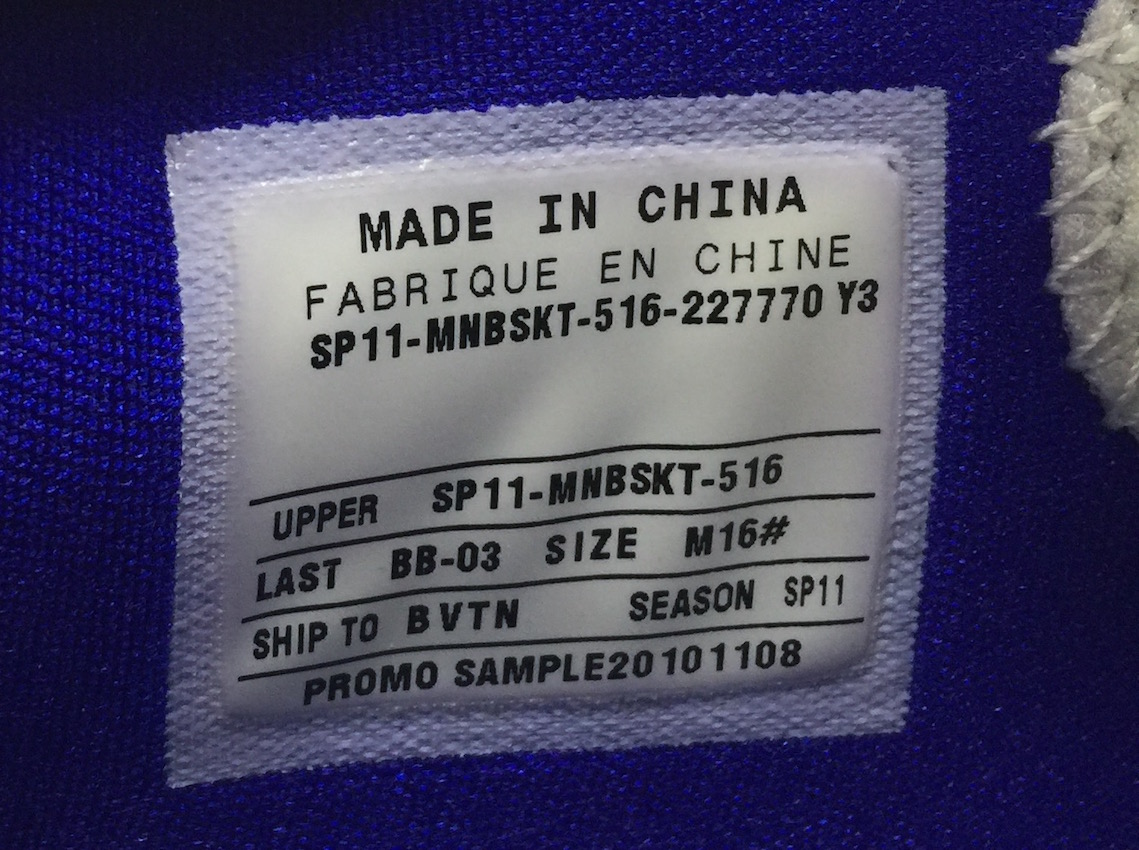 MADE IN CHINA
FABRIQUE EN CHINE
SP11-MNBSKT-516-227770 Y3
UPPER SP11-MNBSKT-516
LAST BB-03 SIZE M16#
SHIP TO BVTN SEASON SP11
PROMO SAMPLE20101108